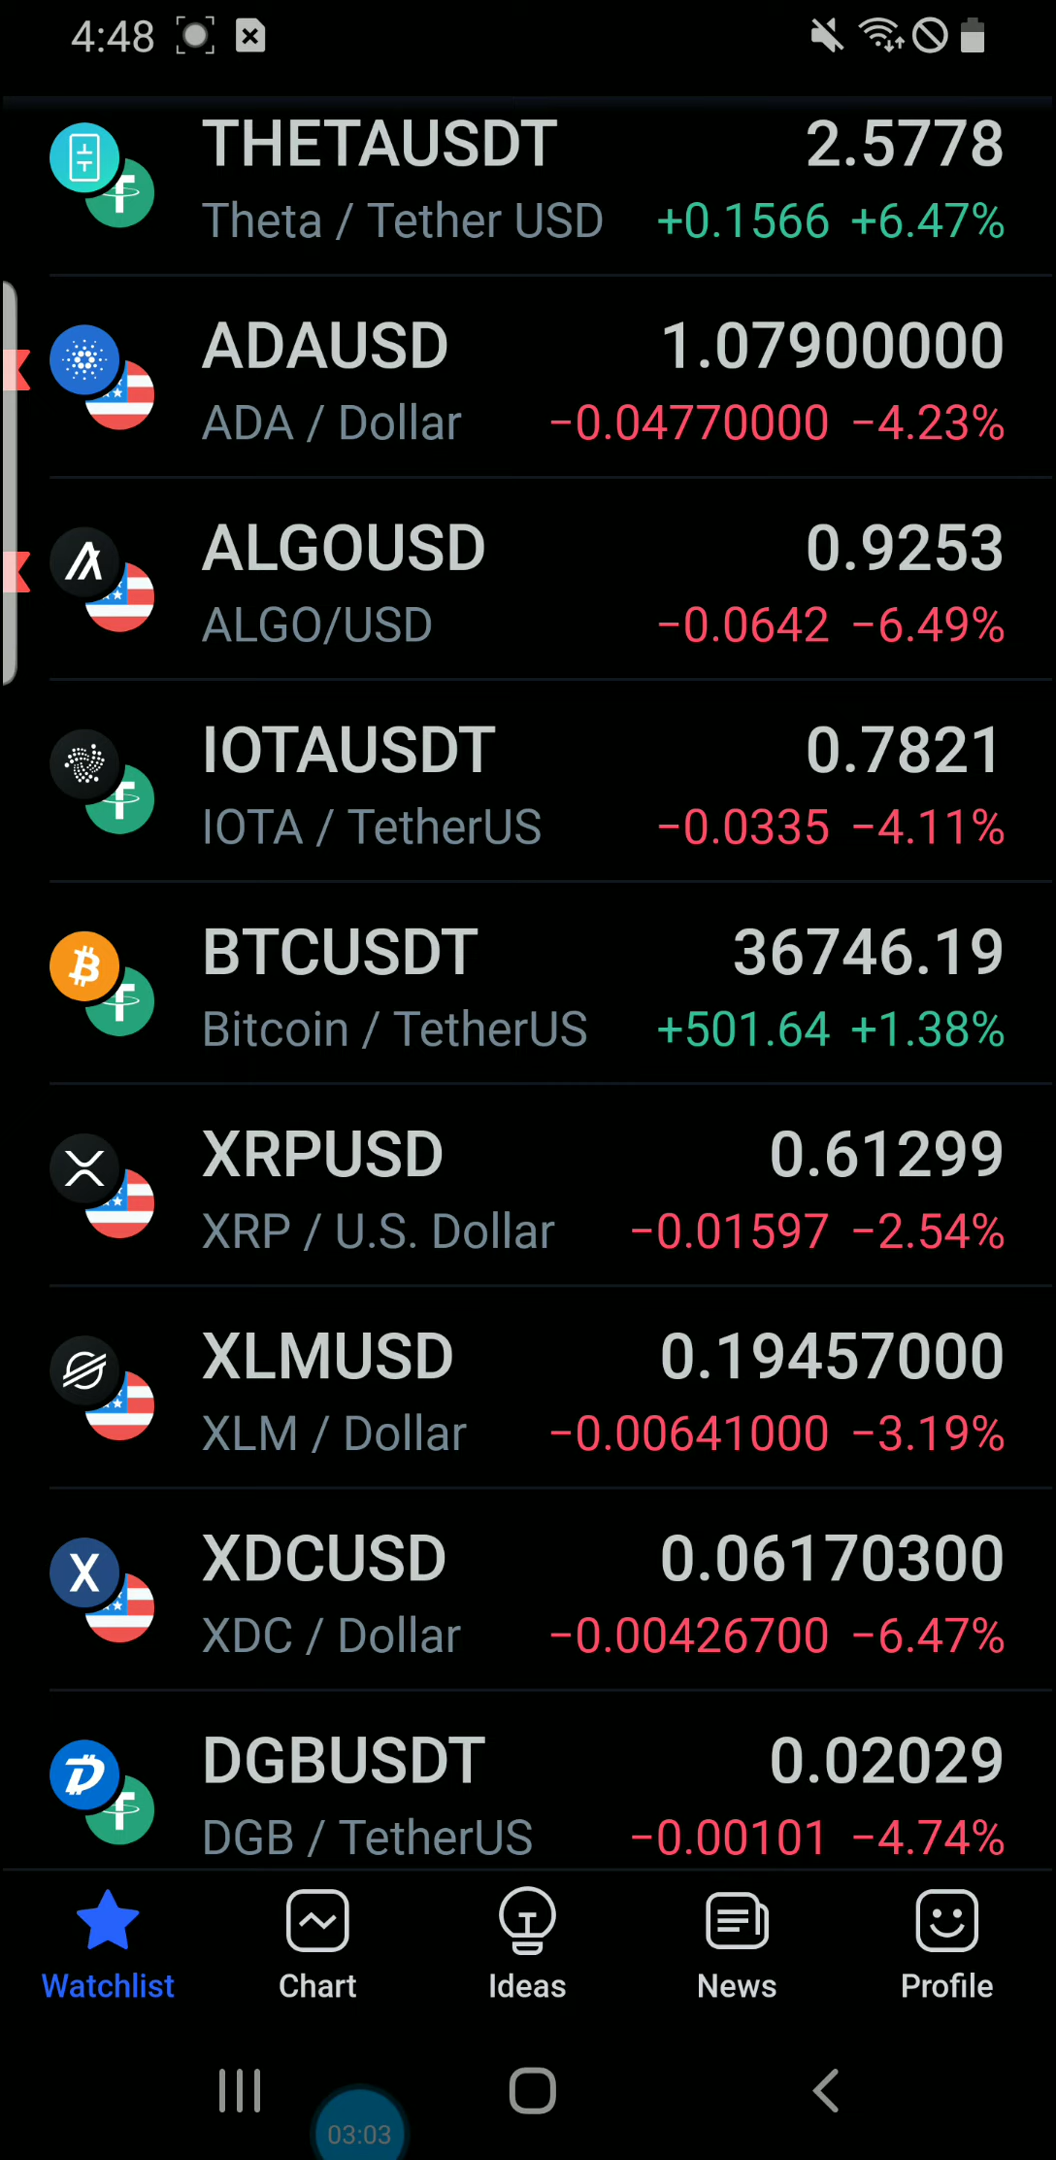 4:48
THETAUSDT 2.5778
Theta / Tether USD +0.1566 +6.47%
ADAUSD 1.07900000
ADA / Dollar −0.04770000 −4.23%
ALGOUSD 0.9253
ALGO/USD −0.0642 −6.49%
IOTAUSDT 0.7821
IOTA / TetherUS −0.0335 −4.11%
BTCUSDT 36746.19
Bitcoin / TetherUS +501.64 +1.38%
XRPUSD 0.61299
XRP / U.S. Dollar −0.01597 −2.54%
XLMUSD 0.19457000
XLM / Dollar −0.00641000 −3.19%
XDCUSD 0.06170300
XDC / Dollar −0.00426700 −6.47%
DGBUSDT 0.02029
DGB / TetherUS −0.00101 −4.74%
Watchlist Chart Ideas News Profile
03:03